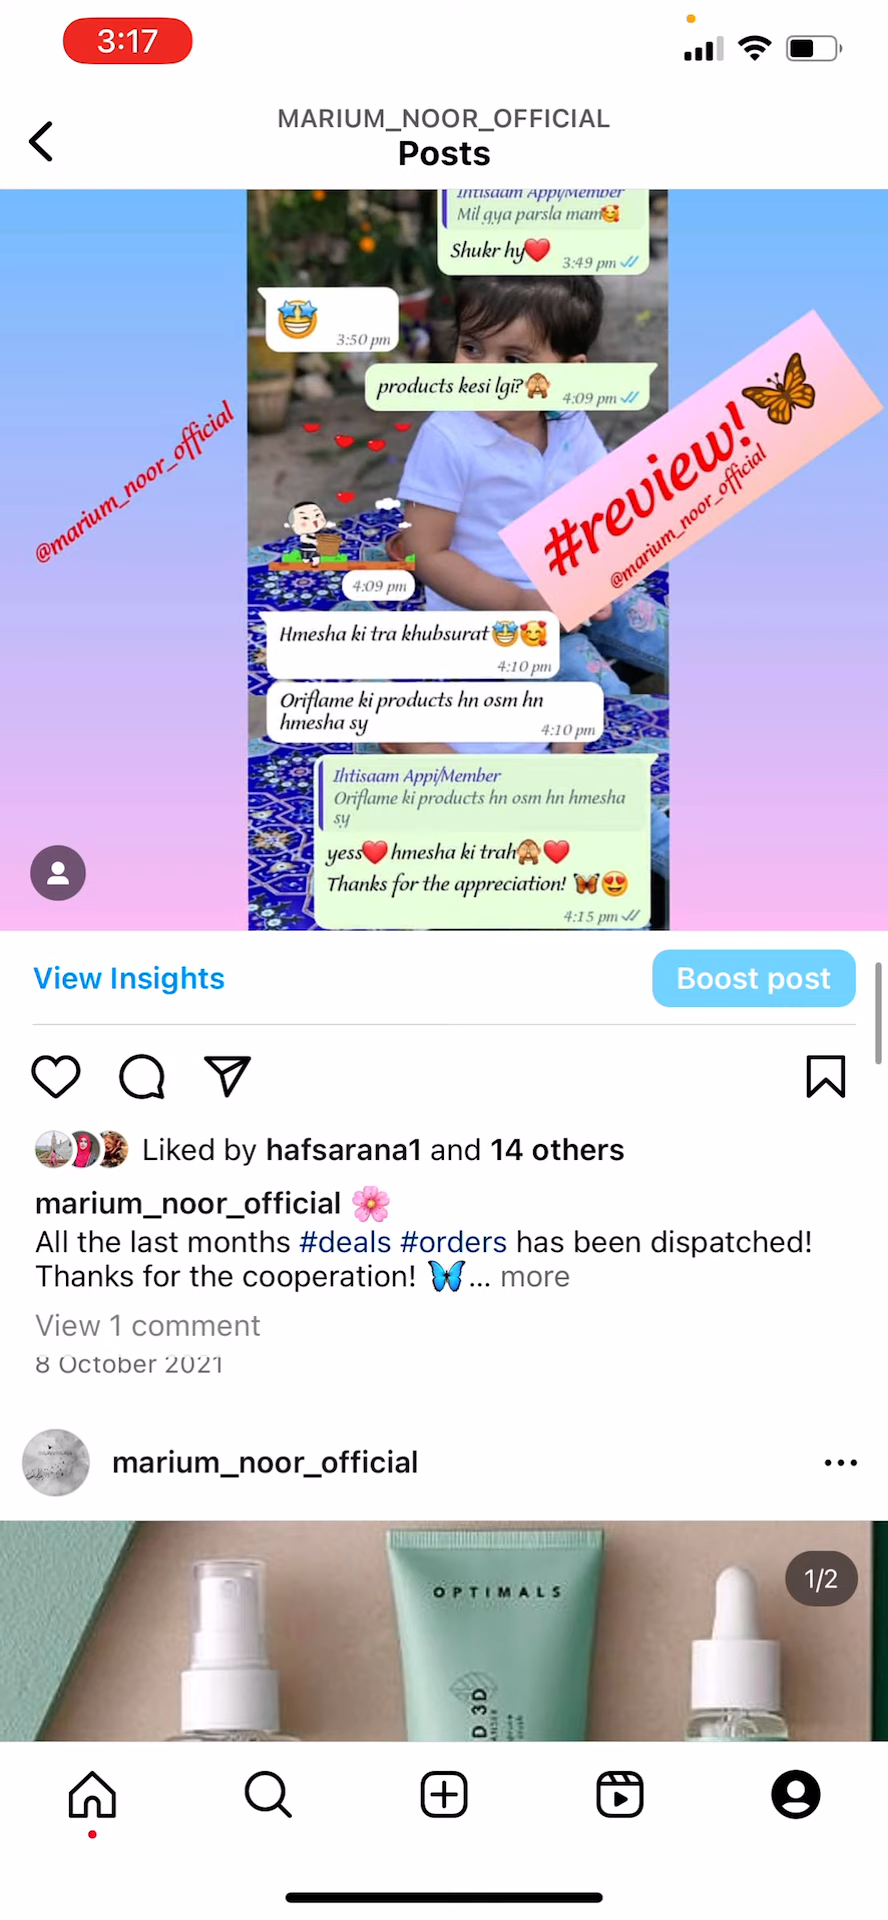 3:17
MARIUM_NOOR_OFFICIAL
Posts
Ihtisaam Appi/Member
Mil gya parsla mam🥰
Shukr hy❤️
3:49 pm
🤩
3:50 pm
products kesi lgi?🙈
4:09 pm
@marium_noor_official
#review! 🦋
@marium_noor_official
4:09 pm
Hmesha ki tra khubsurat🤩🥰
4:10 pm
Oriflame ki products hn osm hn
hmesha sy
4:10 pm
Ihtisaam Appi/Member
Oriflame ki products hn osm hn hmesha
sy
yess❤️ hmesha ki trah🙈❤️
Thanks for the appreciation! 🦋😍
4:15 pm
View Insights
Boost post
Liked by hafsarana1 and 14 others
marium_noor_official 🌸
All the last months #deals #orders has been dispatched!
Thanks for the cooperation! 🦋... more
View 1 comment
8 October 2021
marium_noor_official
1/2
OPTIMALS
D 3D